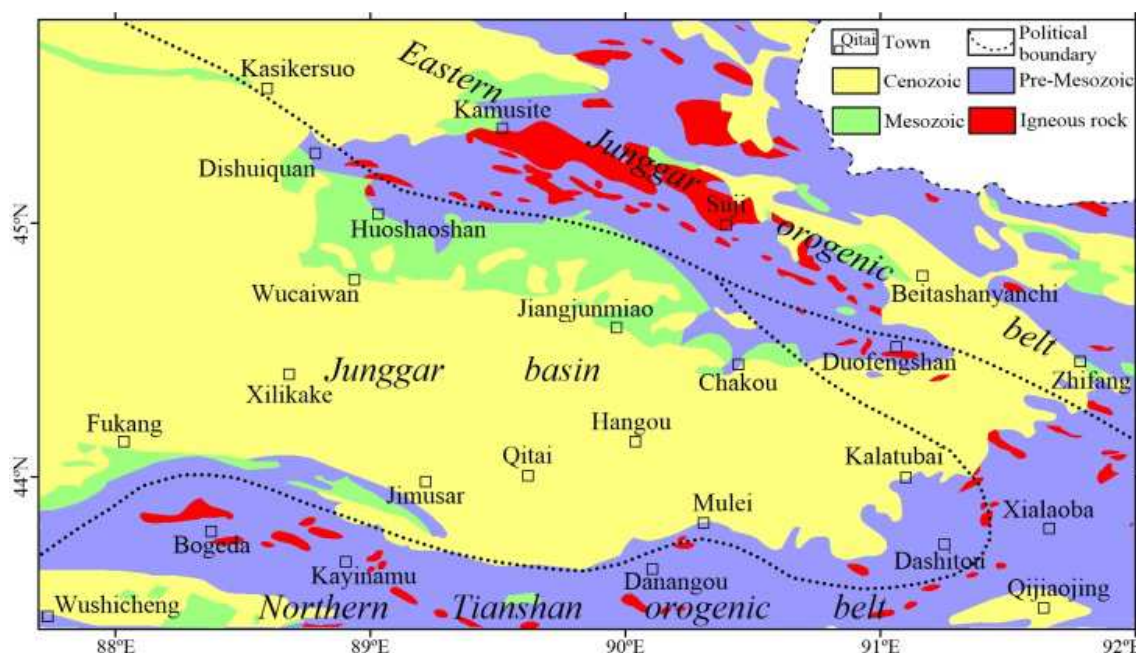 Qitai Town
Political boundary
Cenozoic
Pre-Mesozoic
Mesozoic
Igneous rock
Kasikersuo
Eastern
Kamusite
Dishuiquan
Junggar
Suji
45°N
Huoshaoshan
orogenic
Wucaiwan
Beitashanyanchi
Jiangjunmiao
belt
Junggar basin
Duofengshan
Chakou
Zhifang
Xilikake
Fukang
Hangou
Qitai
Kalatubai
44°N
Jimusar
Mulei
Xialaoba
Bogeda
Dashitou
Kayinamu
Danangou
Qijiaojing
Wushicheng
Northern Tianshan orogenic belt
88°E 89°E 90°E 91°E 92°E